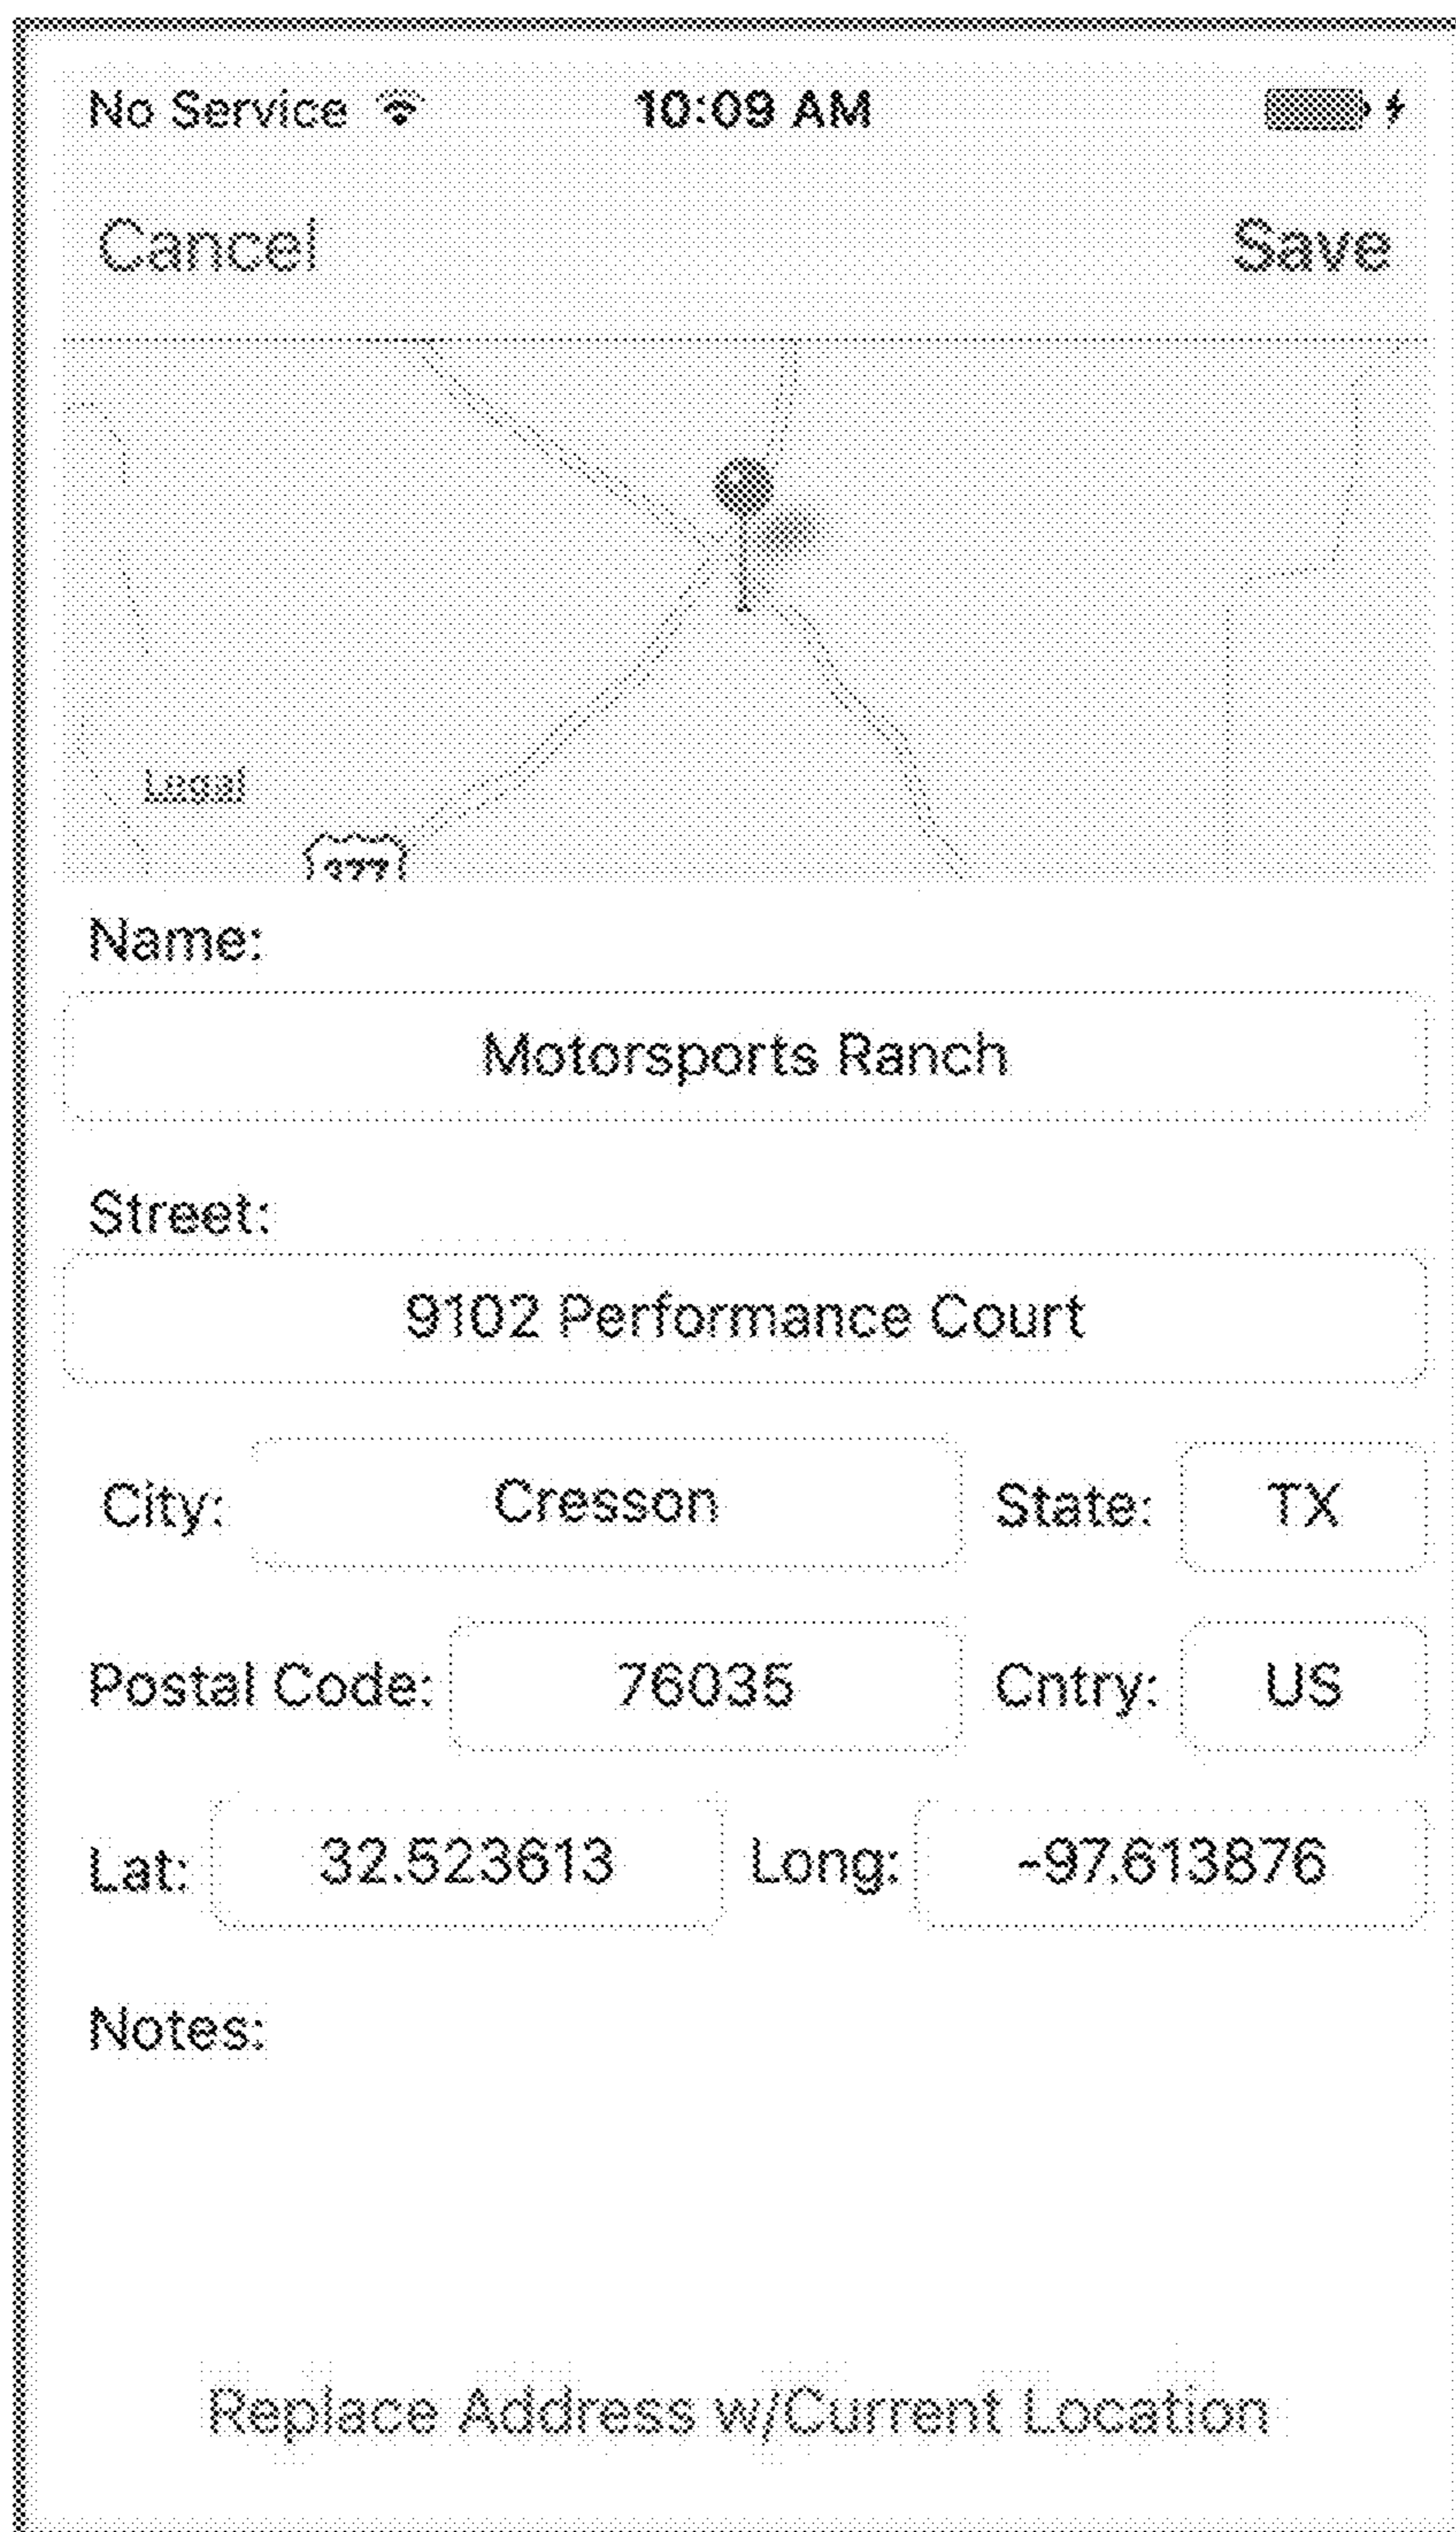 No Service 10:09 AM
Cancel Save
Legal
377
Name:
Motorsports Ranch
Street:
9102 Performance Court
City: Cresson State: TX
Postal Code: 76035 Cntry: US
Lat: 32.523613 Long: -97.613876
Notes:
Replace Address w/Current Location